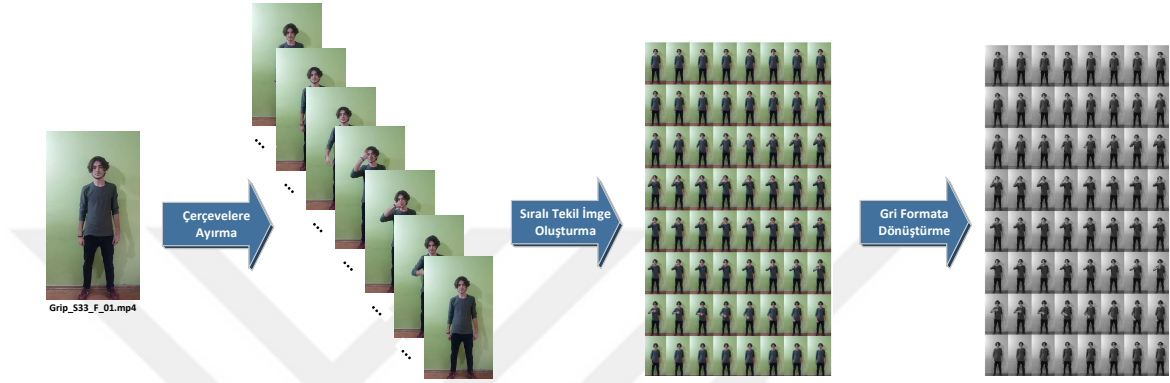 Grip_S33_F_01.mp4
Çerçevelere
Ayırma
Sıralı Tekil İmge
Oluşturma
Gri Formata
Dönüştürme